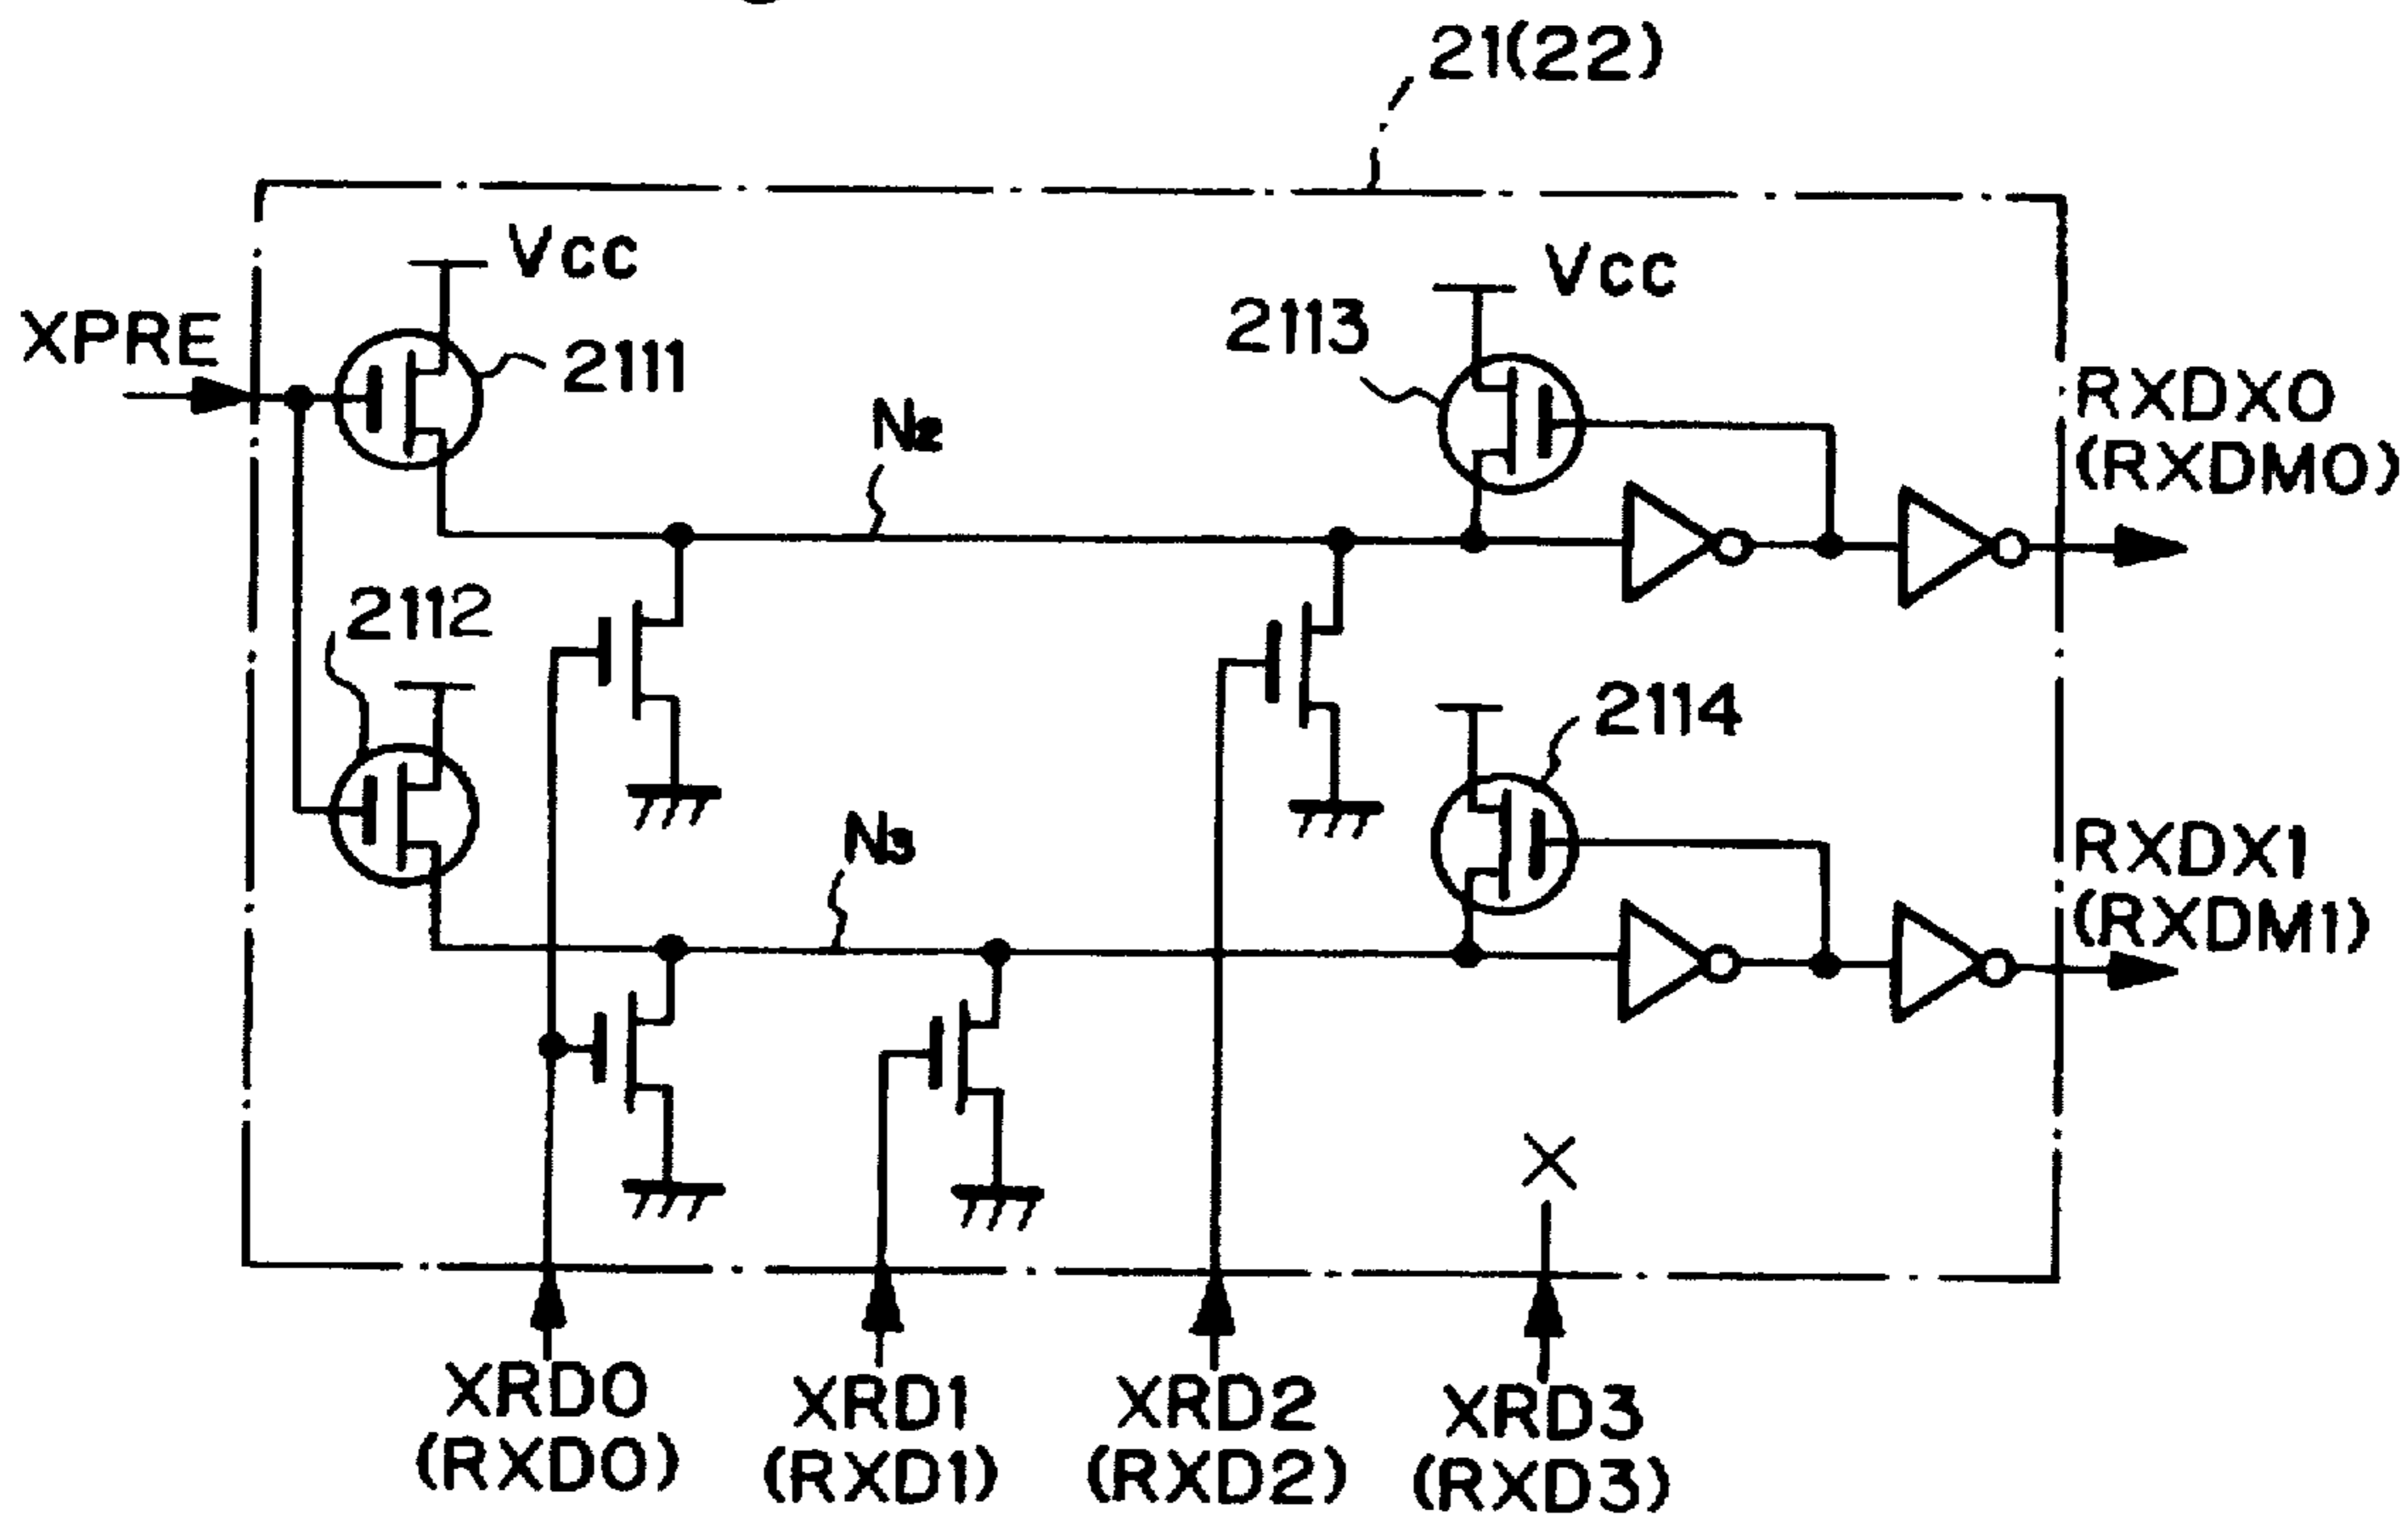 21(22)
Vcc
Vcc
XPRE
2111
2113
RXDX0
(RXDM0)
N2
2112
2114
N3
RXDX1
(RXDM1)
X
XRD0
(RXD0)
XRD1
(RXD1)
XRD2
(RXD2)
XRD3
(RXD3)